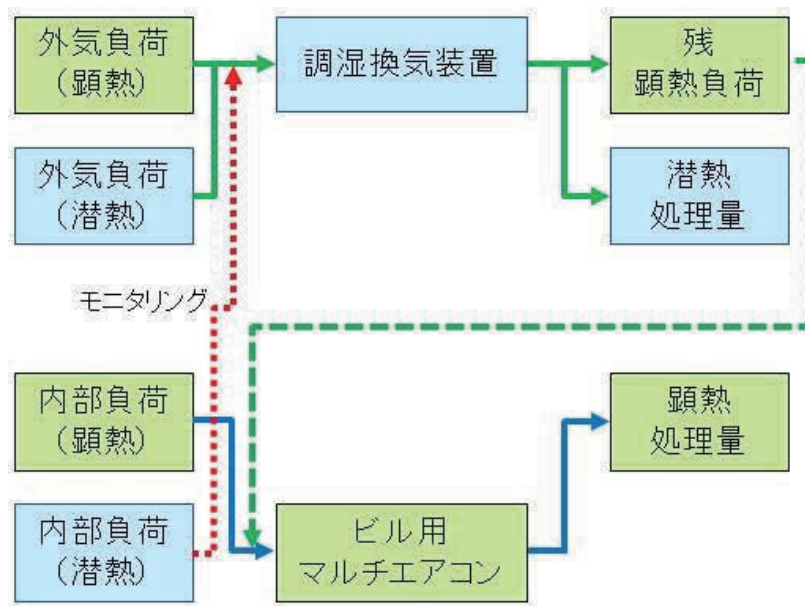 外気負荷
(顕熱)
調湿換気装置
残
顕熱負荷
外気負荷
(潜熱)
潜熱
処理量
モニタリング
内部負荷
(顕熱)
顕熱
処理量
内部負荷
(潜熱)
ビル用
マルチエアコン